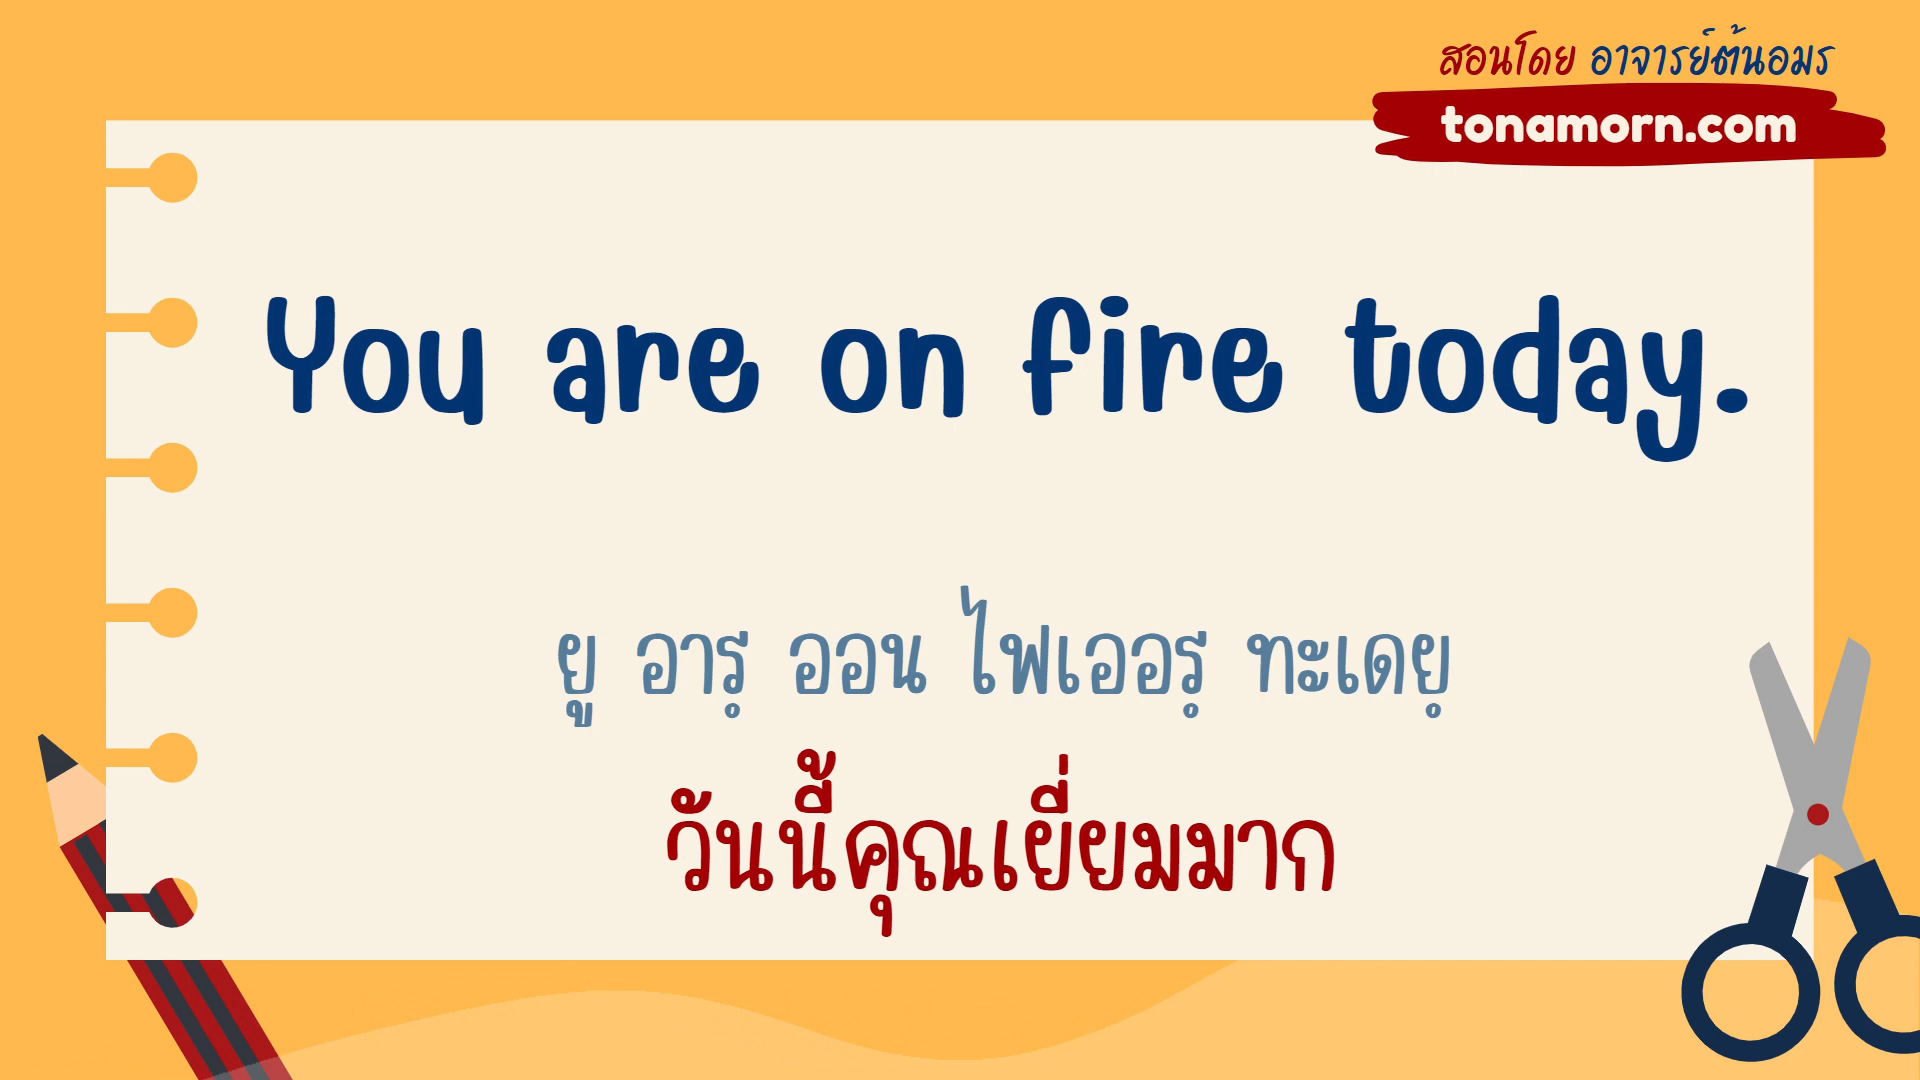 สอนโดย อาจารย์ต้นอมร
tonamorn.com
You are on fire today.
ยู อารฺ ออน ไฟเออรฺ ทะเดยฺ
วันนี้คุณเยี่ยมมาก